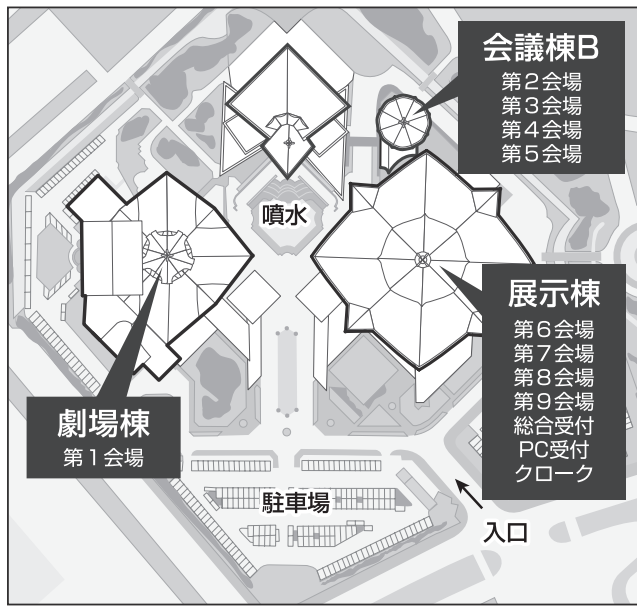 会議棟B
第2会場
第3会場
第4会場
第5会場
噴水
展示棟
第6会場
第7会場
第8会場
第9会場
総合受付
PC受付
クローク
劇場棟
第1会場
駐車場
入口